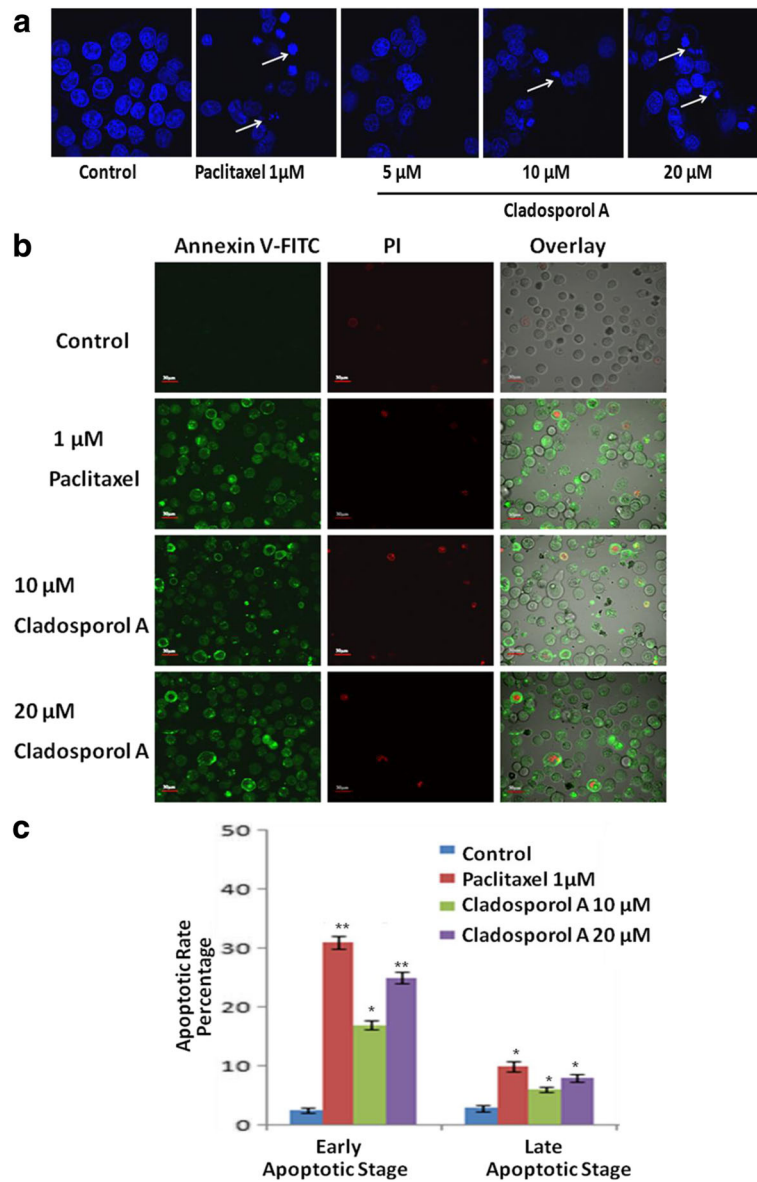 a
Control
Paclitaxel 1µM
5 µM
10 µM
20 µM
Cladosporol A
b
Annexin V-FITC
PI
Overlay
Control
1 µM
Paclitaxel
10 µM
Cladosporol A
20 µM
Cladosporol A
c
50
40
30
20
10
0
Apoptotic Rate
Percentage
Control
Paclitaxel 1µM
Cladosporol A 10 µM
Cladosporol A 20 µM
**
*
**
*
*
*
Early
Apoptotic Stage
Late
Apoptotic Stage